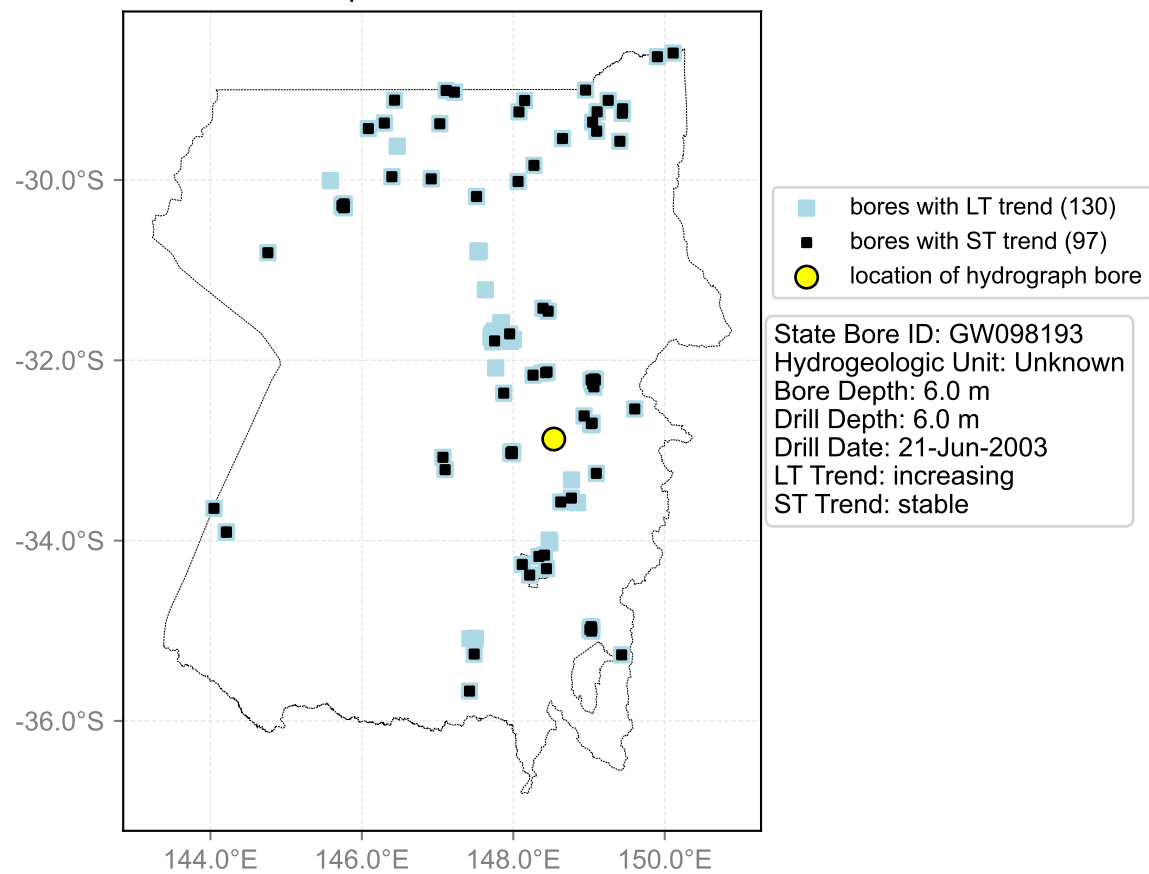 -30.0°S
-32.0°S
-34.0°S
-36.0°S
144.0°E
146.0°E
148.0°E
150.0°E
bores with LT trend (130)
bores with ST trend (97)
location of hydrograph bore
State Bore ID: GW098193
Hydrogeologic Unit: Unknown
Bore Depth: 6.0 m
Drill Depth: 6.0 m
Drill Date: 21-Jun-2003
LT Trend: increasing
ST Trend: stable